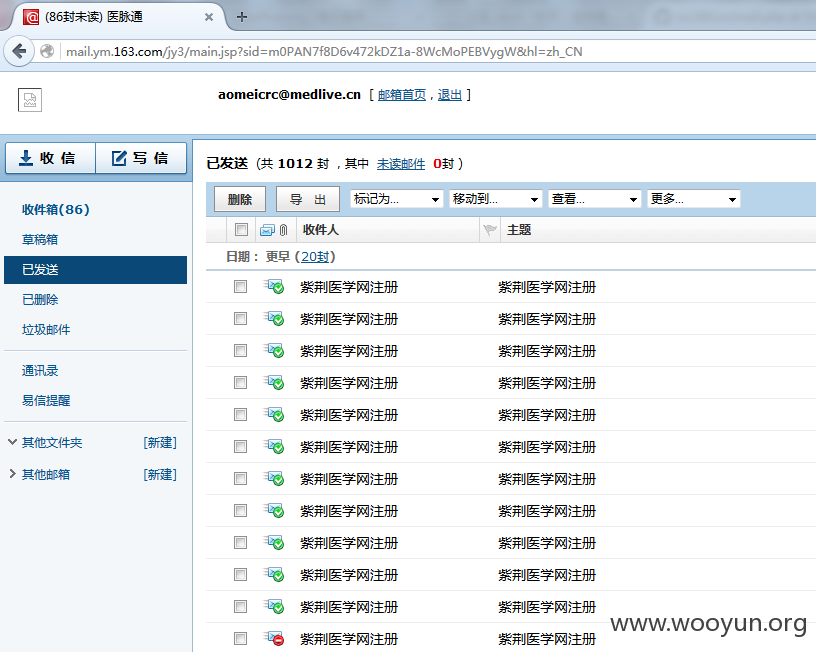 (86封未读) 医脉通
mail.ym.163.com/jy3/main.jsp?sid=m0PAN7f8D6v472kDZ1a-8WcMoPEBVygW&hl=zh_CN
aomeicrc@medlive.cn [ 邮箱首页 , 退出 ]
收 信 写 信
已发送 (共 1012 封 ，其中 未读邮件 0封 )
删除 导 出 标记为... 移动到... 查看... 更多...
收件箱(86)
草稿箱
已发送
已删除
垃圾邮件
通讯录
易信提醒
其他文件夹 [新建]
其他邮箱 [新建]
收件人 主题
日期： 更早 (20封)
紫荆医学网注册 紫荆医学网注册
紫荆医学网注册 紫荆医学网注册
紫荆医学网注册 紫荆医学网注册
紫荆医学网注册 紫荆医学网注册
紫荆医学网注册 紫荆医学网注册
紫荆医学网注册 紫荆医学网注册
紫荆医学网注册 紫荆医学网注册
紫荆医学网注册 紫荆医学网注册
紫荆医学网注册 紫荆医学网注册
紫荆医学网注册 紫荆医学网注册
紫荆医学网注册 紫荆医学网注册
紫荆医学网注册 紫荆医学网注册
www.wooyun.org